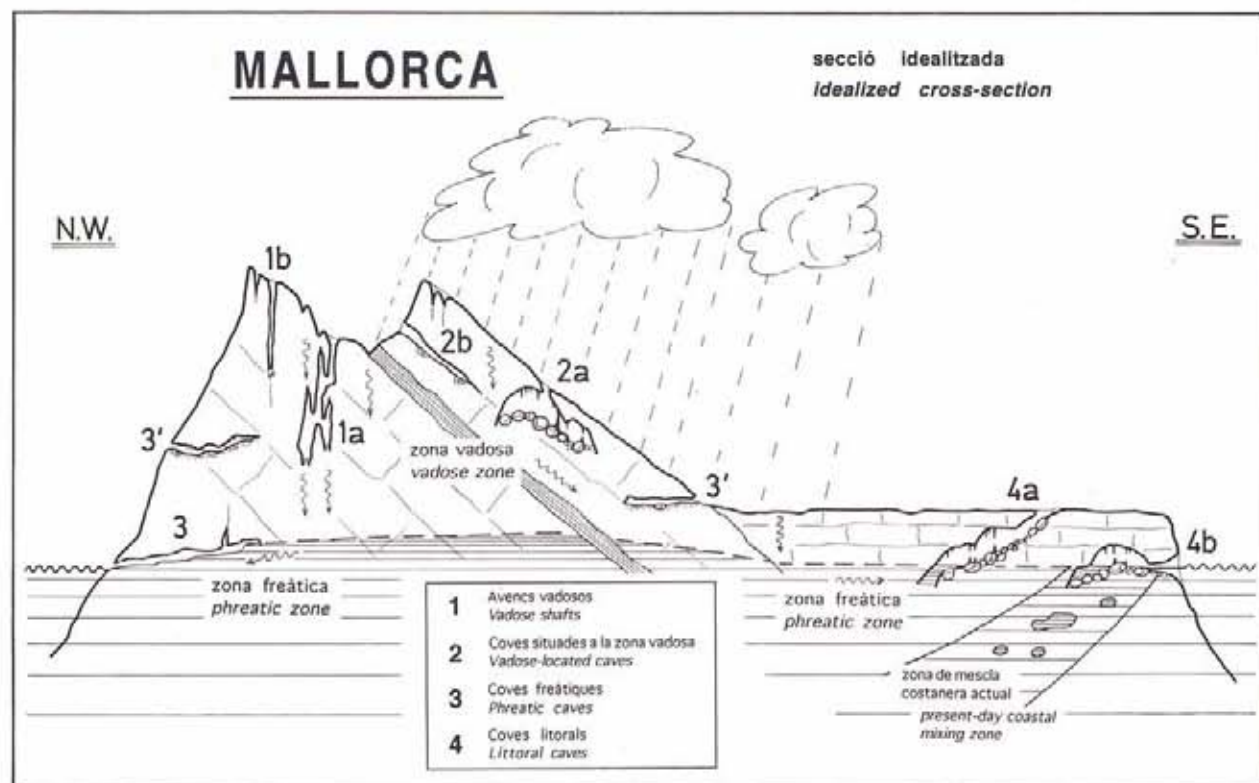 MALLORCA
secció idealitzada
idealized cross-section
N.W.
S.E.
1b
2b
2a
3'
1a
zona vadosa
vadose zone
3'
4a
3
4b
zona freàtica
phreatic zone
zona freàtica
phreatic zone
1 Avencs vadosos
Vadose shafts
2 Coves situades a la zona vadosa
Vadose-located caves
3 Coves freàtiques
Phreatic caves
4 Coves litorals
Littoral caves
zona de mescla
costanera actual
present-day coastal
mixing zone